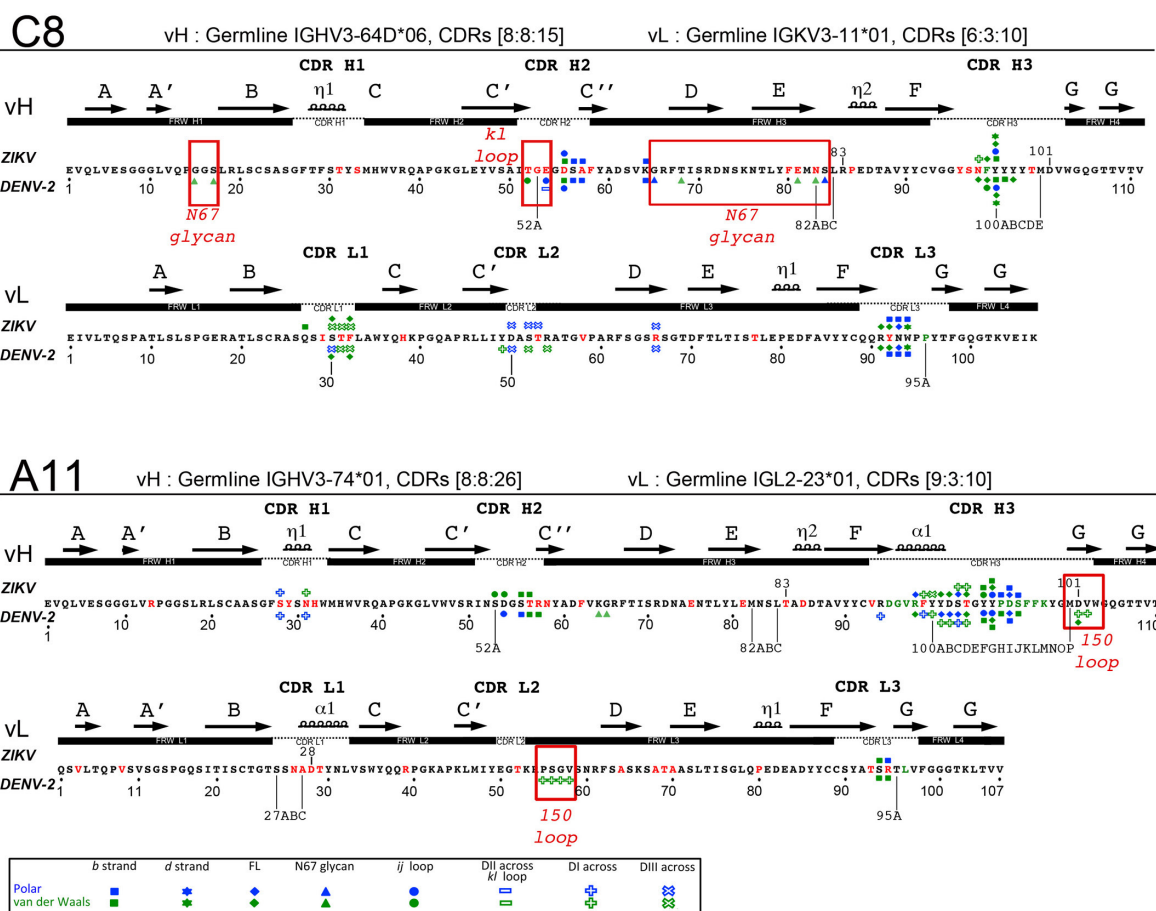 C8 vH : Germline IGHV3-64D*06, CDRs [8:8:15] vL : Germline IGKV3-11*01, CDRs [6:3:10]
CDR H1 CDR H2 CDR H3
A A' B η1 C C' C'' D E η2 F G G
vH
FRW H1 CDR H1 FRW H2 CDR H2 FRW H3 CDR H3 FRW H4
kl
loop
ZIKV 83 101
EVQLVESGGGLVQPGGSLRLSCSASGFTFSTYSMHWVRQAPGKGLEYVSAITGEGDSAFYADSVKGRFTISRDNSKNTLYFEMNSLRPEDTAVYYCVGGYSNFYYYYTMDVWGQGTTVTV
DENV-2
1 10 20 30 40 50 60 70 80 90 110
N67
glycan
52A
N67
glycan
82ABC 100ABCDE
CDR L1 CDR L2 CDR L3
A B C C' D E η1 F G G
vL
FRW L1 CDR L1 FRW L2 CDR L2 FRW L3 CDR L3 FRW L4
ZIKV
EIVLTQSPATLSLSPGERATLSCRASQSISTFLAWYQHKPGQAPRLLIYDASTRATGVPARFSGSRSGTDFTLTISTLEPEDFAVYYCQQRYNWPPYTFGQGTKVEIK
DENV-2
1 10 20 30 40 50 60 70 80 90 100
95A
A11 vH : Germline IGHV3-74*01, CDRs [8:8:26] vL : Germline IGL2-23*01, CDRs [9:3:10]
CDR H1 CDR H2 CDR H3
A A' B η1 C C' C'' D E η2 F α1 G G
vH
FRW H1 CDR H1 FRW H2 CDR H2 FRW H3 CDR H3 FRW H4
ZIKV 83 101
EVQLVESGGGLVRPGGSLRLSCAASGFSYSNHWMHWVRQAPGKGLVWVSRINSDGSTRNYADFVKGRFTISRDNAENTLYLEMNSLTADDTAVYYCVRDGVRFYYDSTGYYPDSFFKYGMDVWGQGTTVTV
DENV-2
1 10 20 30 40 50 60 70 80 90 110
52A 82ABC 100ABCDEFGHIJKLMNOP
150
loop
CDR L1 CDR L2 CDR L3
A A' B α1 C C' D E η1 F G G
vL
FRW L1 CDR L1 FRW L2 CDR L2 FRW L3 CDR L3 FRW L4
ZIKV 28
QSVLTQPVSVSGSPGQSITISCTGTSSNADTYNLVSWYQQRPGKAPKLMIYEGTKRPSGVSNRFSASKSATAASLTISGLQPEDEADYYCCSYATSRTLVFGGGTKLTVV
DENV-2
1 10 20 30 40 50 60 70 80 90 100 107
27ABC
150
loop
95A
b strand d strand FL N67 glycan ij loop DII across kl loop DI across DIII across
Polar
van der Waals